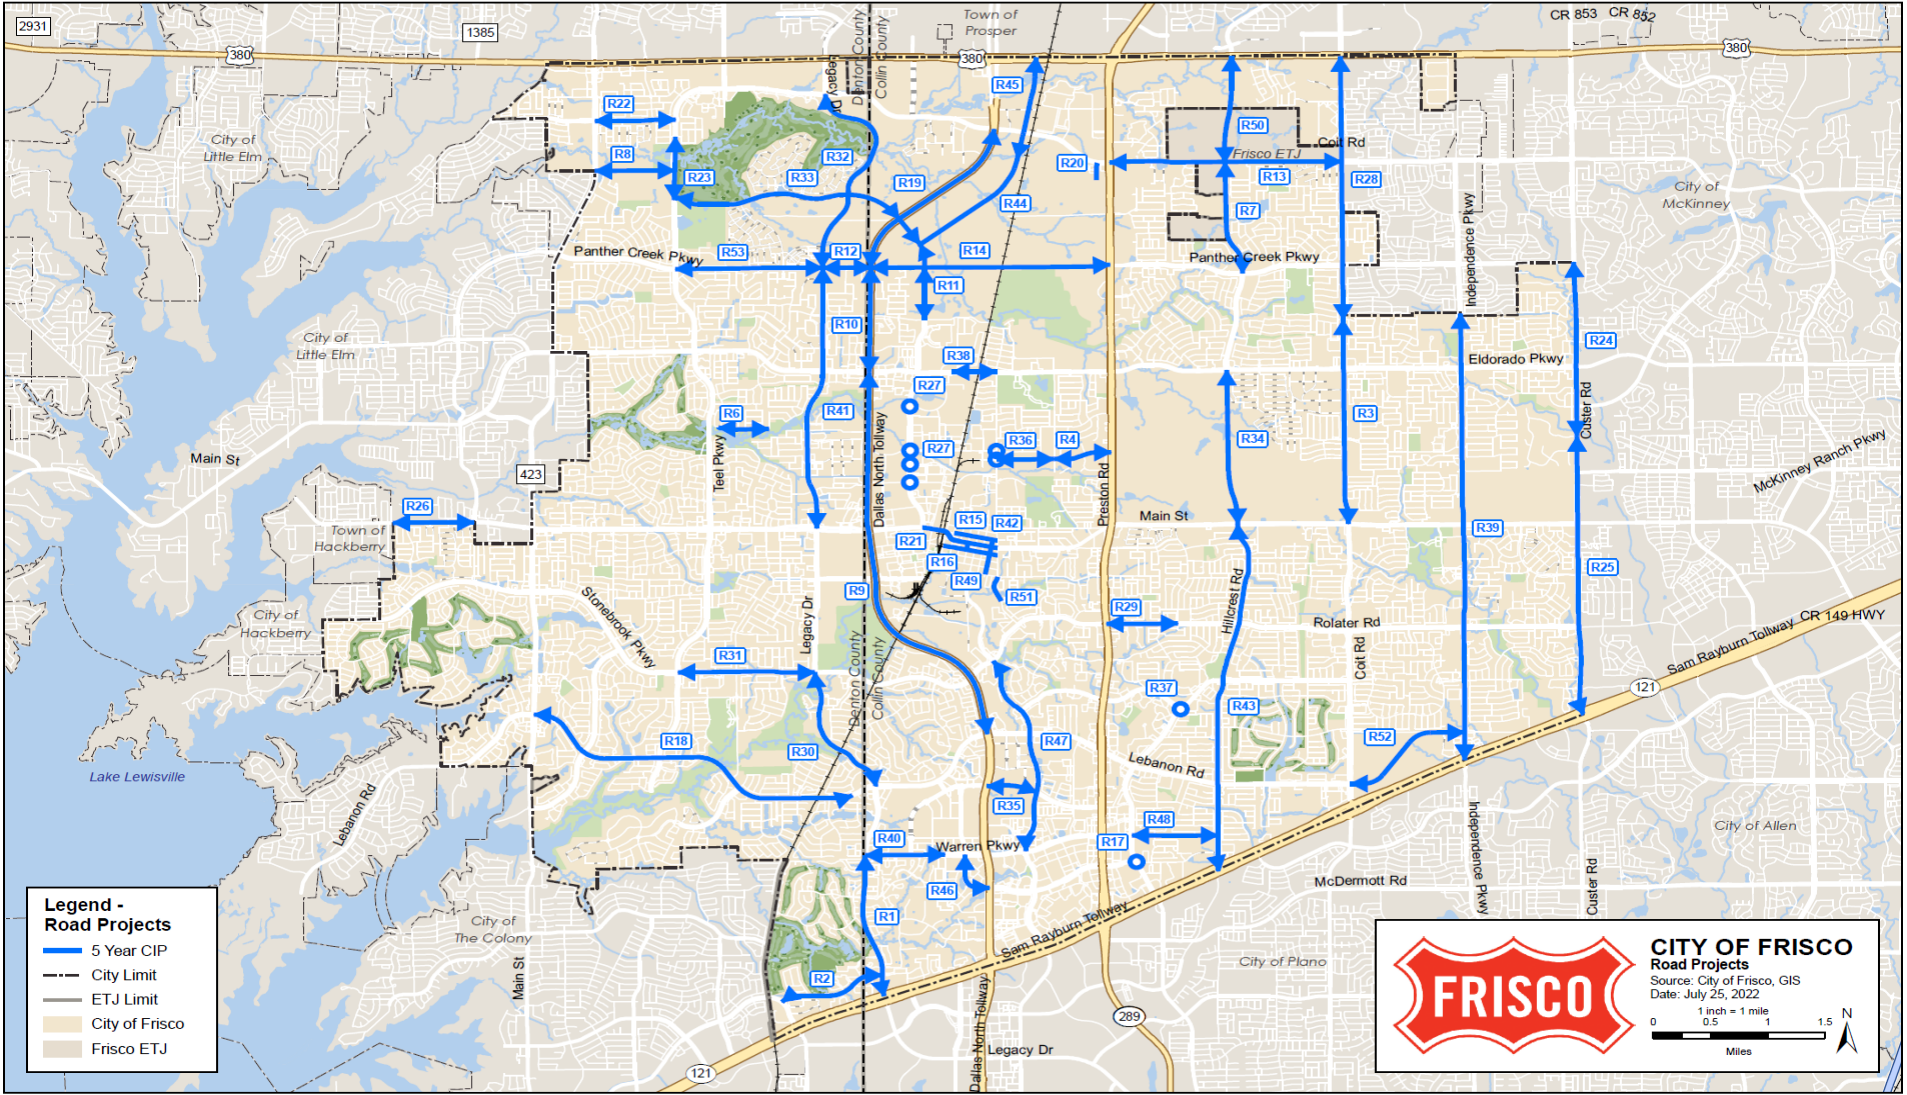 2931
1385
Town of
Prosper
CR 853
CR 852
380
380
380
Legacy Dr
Denton County
Collin County
R45
R22
City of
Little Elm
R8
R23
R32
R33
R19
R20
R50
Coit Rd
Frisco ETJ
R13
R28
R7
R44
City of
McKinney
Independence Pkwy
Panther Creek Pkwy
R53
R12
R14
Panther Creek Pkwy
R11
R10
City of
Little Elm
R38
R24
Eldorado Pkwy
R27
R6
R41
Custer Rd
R3
R34
R36
R4
R27
Main St
Teel Pkwy
Dallas North Tollway
Preston Rd
McKinney Ranch Pkwy
423
R26
Main St
R15
R42
R39
Town of
Hackberry
R21
R16
R49
R51
R25
R9
City of
Hackberry
Stonebrook Pkwy
Legacy Dr
R29
Hillcrest Rd
Rolater Rd
Coit Rd
CR 149 HWY
Sam Rayburn Tollway
R31
Denton County
Collin County
121
R37
R43
R18
R30
R47
R52
Lake Lewisville
Lebanon Rd
Lebanon Rd
R35
R48
Independence Pkwy
City of Allen
R40
Warren Pkwy
R17
R46
McDermott Rd
Custer Rd
R1
City of
The Colony
Sam Rayburn Tollway
City of Plano
Main St
R2
Dallas North Tollway
289
Legacy Dr
121
Legend -
Road Projects
5 Year CIP
City Limit
ETJ Limit
City of Frisco
Frisco ETJ
FRISCO
CITY OF FRISCO
Road Projects
Source: City of Frisco, GIS
Date: July 25, 2022
1 inch = 1 mile
0 0.5 1 1.5
Miles
N